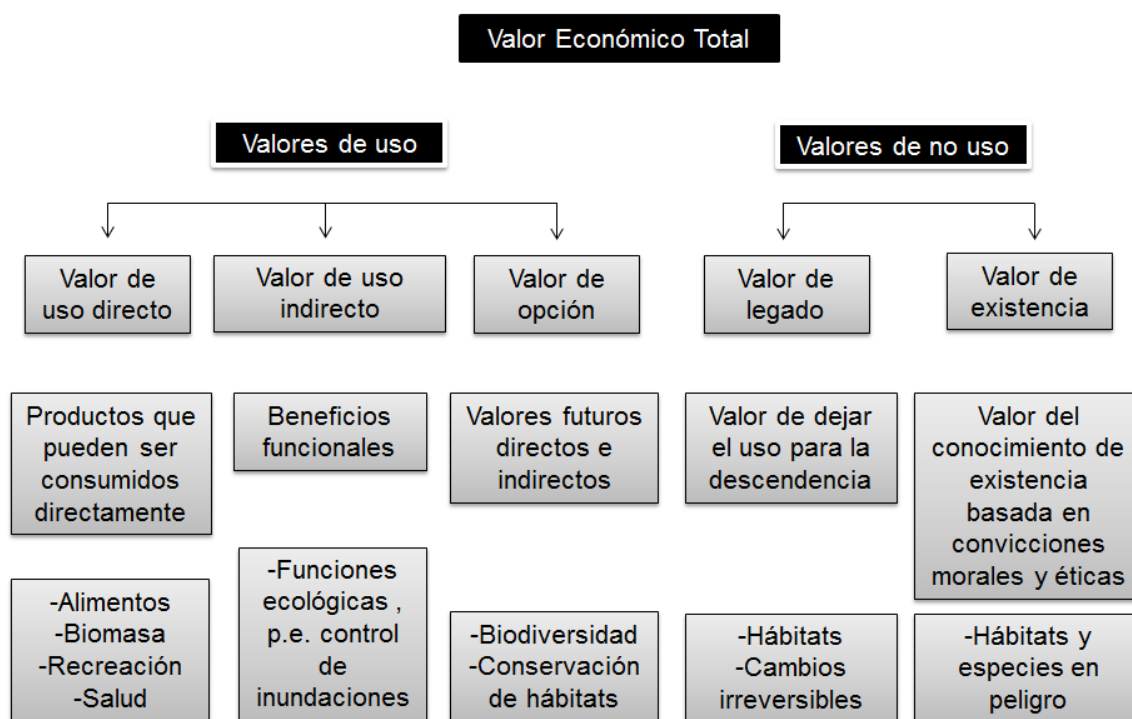 Valor Económico Total
Valores de uso
Valores de no uso
Valor de
uso directo
Valor de uso
indirecto
Valor de
opción
Valor de
legado
Valor de
existencia
Productos que
pueden ser
consumidos
directamente
Beneficios
funcionales
Valores futuros
directos e
indirectos
Valor de dejar
el uso para la
descendencia
Valor del
conocimiento de
existencia
basada en
convicciones
morales y éticas
-Alimentos
-Biomasa
-Recreación
-Salud
-Funciones
ecológicas ,
p.e. control
de
inundaciones
-Biodiversidad
-Conservación
de hábitats
-Hábitats
-Cambios
irreversibles
-Hábitats y
especies en
peligro